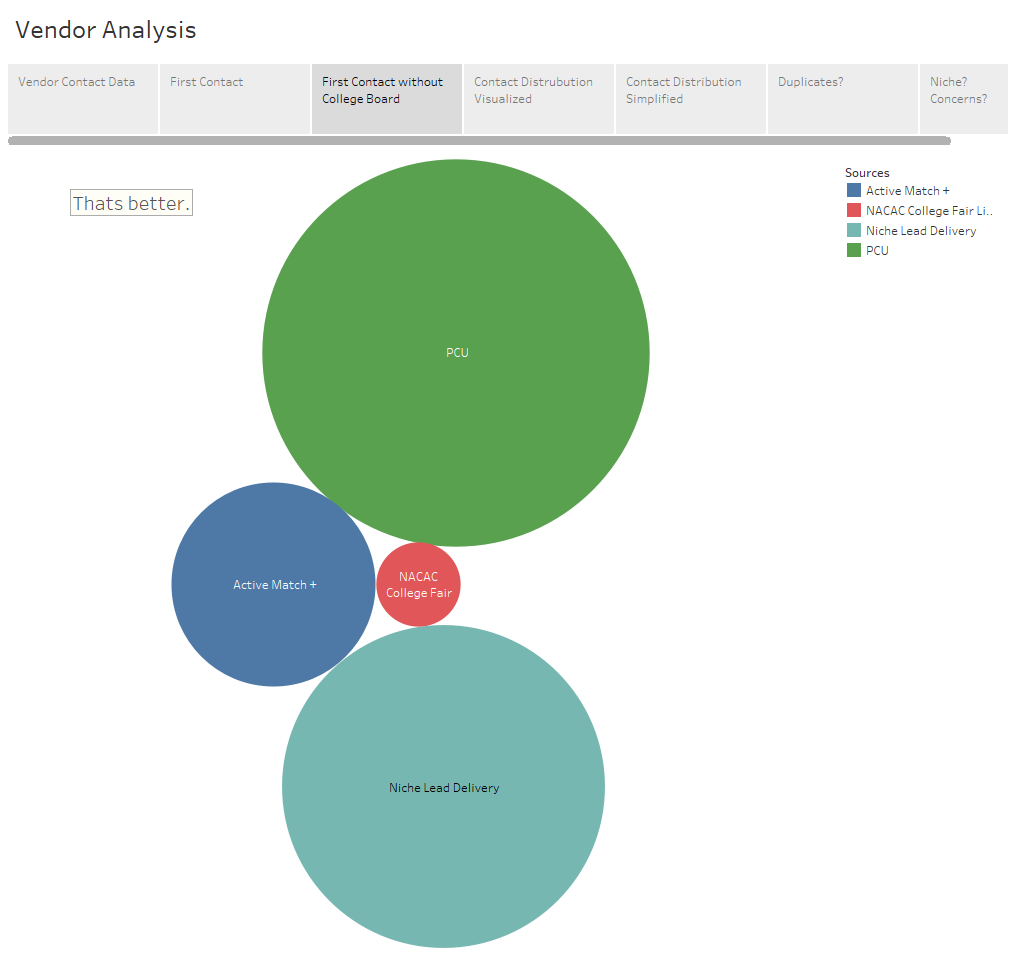 Vendor Analysis
Vendor Contact Data
First Contact
First Contact without
College Board
Contact Distrubution
Visualized
Contact Distribution
Simplified
Duplicates?
Niche?
Concerns?
Thats better.
Sources
Active Match +
NACAC College Fair Li..
Niche Lead Delivery
PCU
PCU
Active Match +
NACAC
College Fair
Niche Lead Delivery